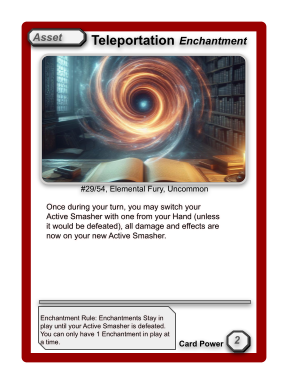 Asset
Teleportation Enchantment
#29/54, Elemental Fury, Uncommon
Once during your turn, you may switch your
Active Smasher with one from your Hand (unless
it would be defeated), all damage and effects are
now on your new Active Smasher.
Enchantment Rule: Enchantments Stay in
play until your Active Smasher is defeated.
You can only have 1 Enchantment in play at
a time.
Card Power 2